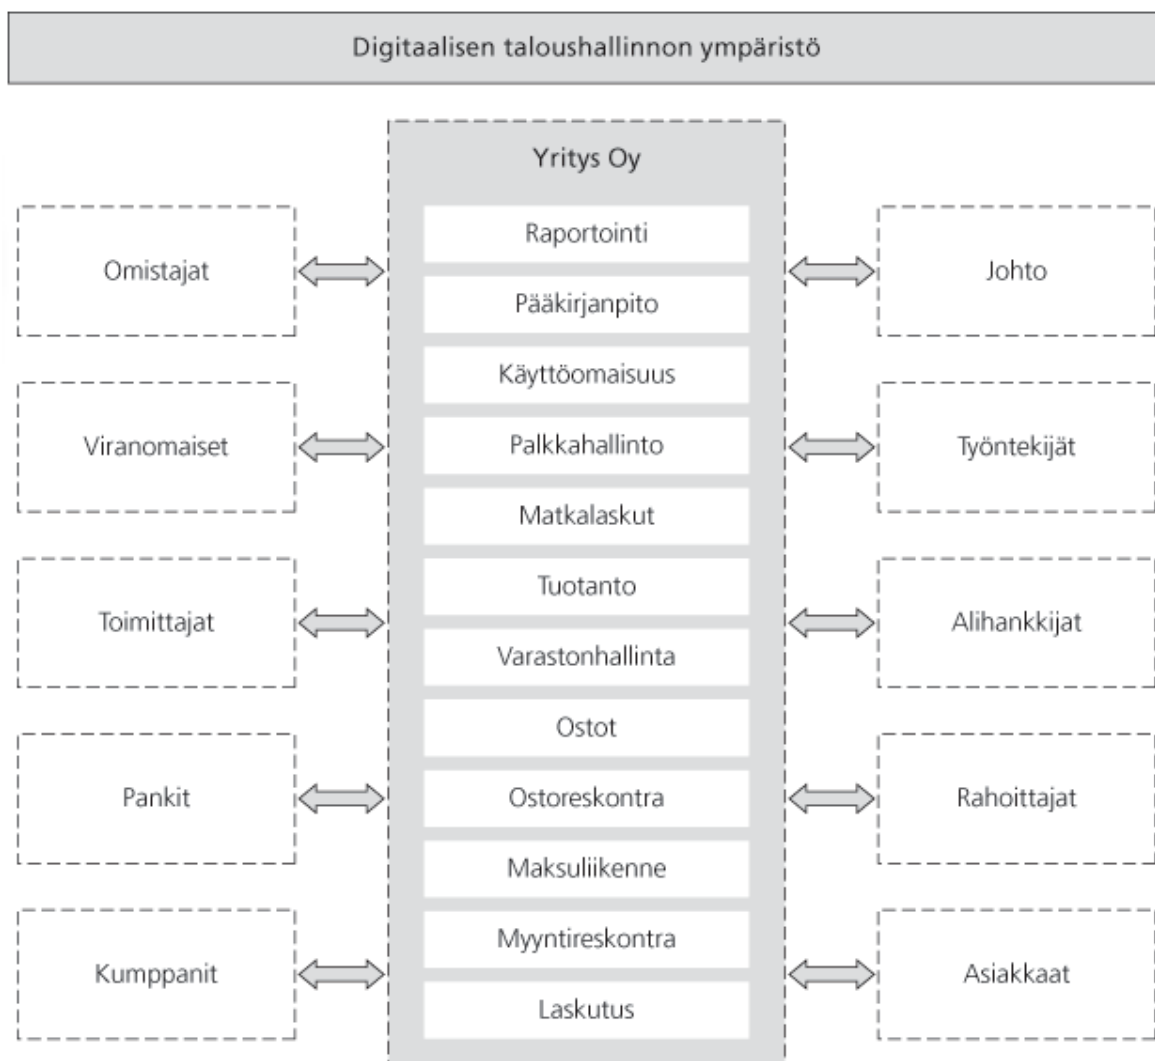 Digitaalisen taloushallinnon ympäristö
Yritys Oy
Omistajat
Viranomaiset
Toimittajat
Pankit
Kumppanit
Raportointi
Pääkirjanpito
Käyttöomaisuus
Palkkahallinto
Matkalaskut
Tuotanto
Varastonhallinta
Ostot
Ostoreskontra
Maksuliikenne
Myyntireskontra
Laskutus
Johto
Työntekijät
Alihankkijat
Rahoittajat
Asiakkaat